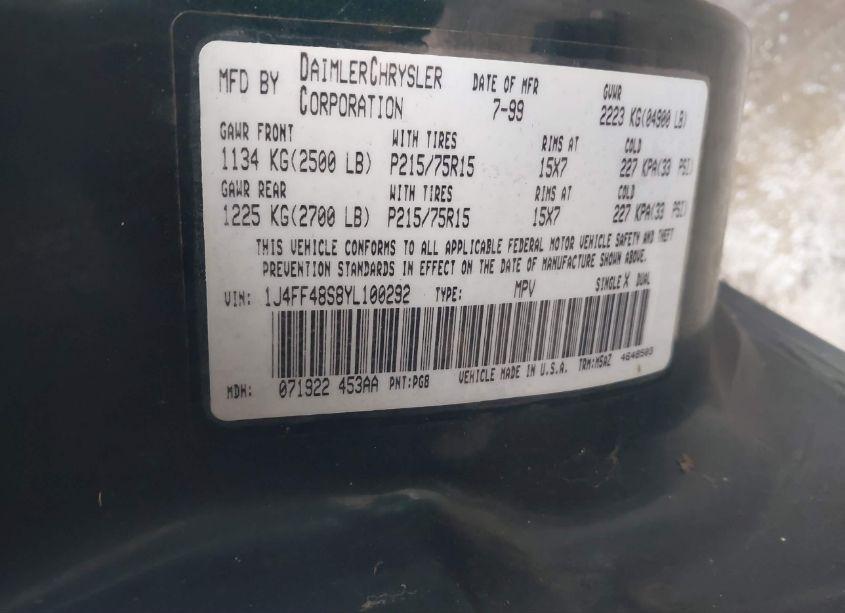 MFD BY DAIMLERCHRYSLER CORPORATION DATE OF MFR 7-99 GVWR 2223 KG(04900 LB)
GAWR FRONT WITH TIRES RIMS AT COLD
1134 KG(2500 LB) P215/75R15 15X7 227 KPA(33 PSI)
GAWR REAR WITH TIRES RIMS AT COLD
1225 KG(2700 LB) P215/75R15 15X7 227 KPA(33 PSI)
THIS VEHICLE CONFORMS TO ALL APPLICABLE FEDERAL MOTOR VEHICLE SAFETY AND THEFT
PREVENTION STANDARDS IN EFFECT ON THE DATE OF MANUFACTURE SHOWN ABOVE.
VIN: 1J4FF48S8YL100292 TYPE: MPV SINGLE X DUAL
MDH: 071922 453AA PNT:PG8 VEHICLE MADE IN U.S.A. TRM:M5AZ 4648503